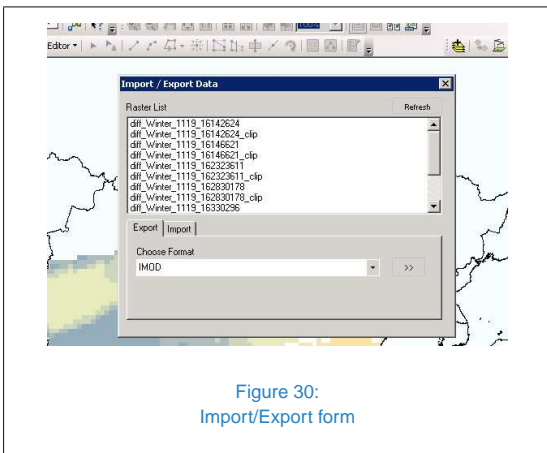 Editor
Import / Export Data
Raster List
Refresh
diff_Winter_1119_16142624
diff_Winter_1119_16142624_clip
diff_Winter_1119_16146621
diff_Winter_1119_16146621_clip
diff_Winter_1119_162323611
diff_Winter_1119_162323611_clip
diff_Winter_1119_162830178
diff_Winter_1119_162830178_clip
diff_Winter_1119_16330296
Export
Import
Choose Format
IMOD
>>
Figure 30:
Import/Export form